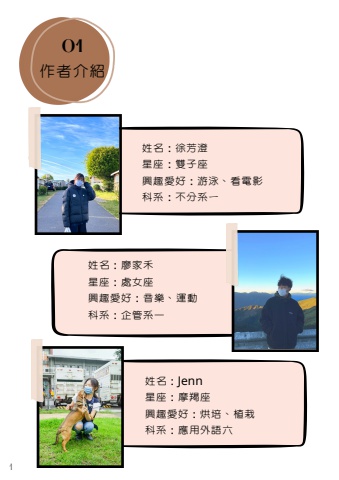 01
作者介紹
姓名：徐芳澄
星座：雙子座
興趣愛好：游泳、看電影
科系：不分系一
姓名：廖家禾
星座：處女座
興趣愛好：音樂、運動
科系：企管系一
姓名：Jenn
星座：摩羯座
興趣愛好：烘培、植栽
科系：應用外語六
1